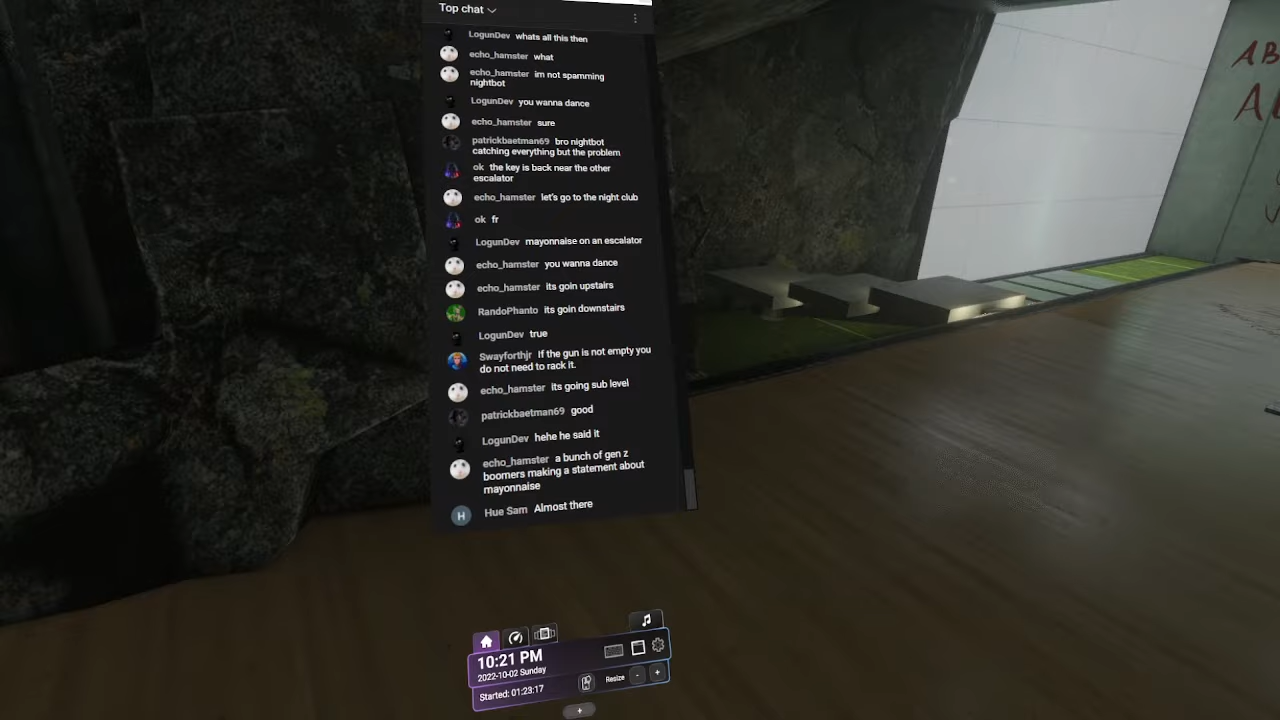 Top chat
LogunDev whats all this then
echo_hamster what
echo_hamster im not spamming
nightbot
LogunDev you wanna dance
echo_hamster sure
patrickbaetman69 bro nightbot
catching everything but the problem
ok the key is back near the other
escalator
echo_hamster let's go to the night club
ok fr
LogunDev mayonnaise on an escalator
echo_hamster you wanna dance
echo_hamster its goin upstairs
RandoPhanto its goin downstairs
LogunDev true
Swayforthjr If the gun is not empty you
do not need to rack it.
echo_hamster its going sub level
patrickbaetman69 good
LogunDev hehe he said it
echo_hamster a bunch of gen z
boomers making a statement about
mayonnaise
H Hue Sam Almost there
10:21 PM
2022-10-02 Sunday
Started: 01:23:17
Resize - +
+
AB